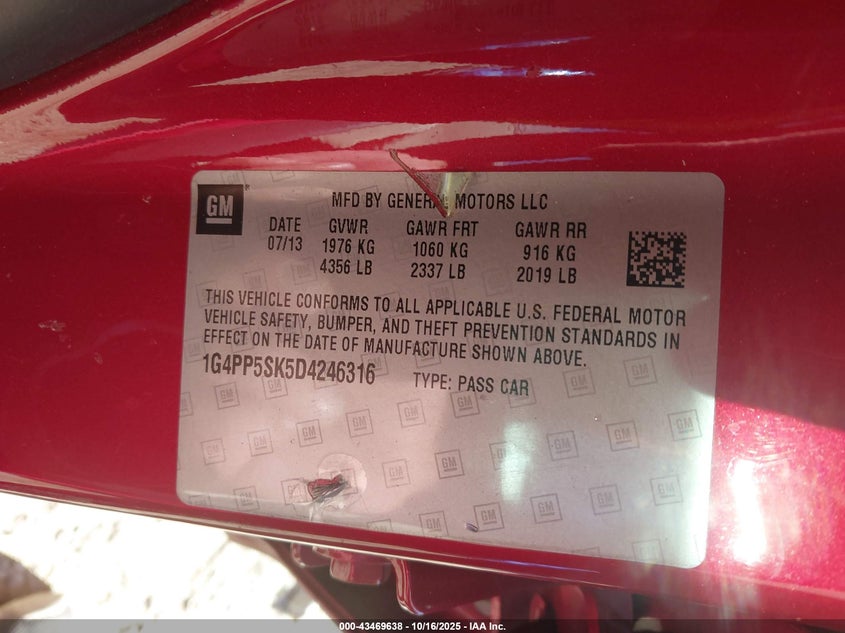 GM
MFD BY GENERAL MOTORS LLC
DATE GVWR GAWR FRT GAWR RR
07/13 1976 KG 1060 KG 916 KG
4356 LB 2337 LB 2019 LB
THIS VEHICLE CONFORMS TO ALL APPLICABLE U.S. FEDERAL MOTOR
VEHICLE SAFETY, BUMPER, AND THEFT PREVENTION STANDARDS IN
EFFECT ON THE DATE OF MANUFACTURE SHOWN ABOVE.
1G4PP5SK5D4246316 TYPE: PASS CAR
000-43469638 - 10/16/2025 - IAA Inc.